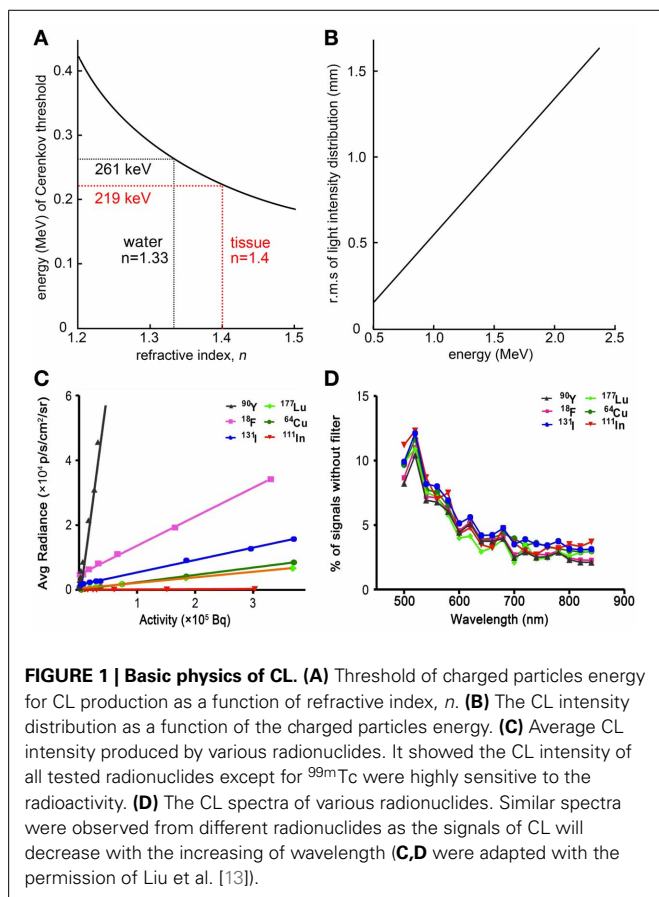 A
energy (MeV) of Cerenkov threshold
0.4
0.3
0.2
0.1
0
261 keV
219 keV
water
n=1.33
tissue
n=1.4
1.2
1.3
1.4
1.5
refractive index, n
B
r.m.s of light intensity distribution (mm)
1.5
1.0
0.5
0
0.5
1.0
1.5
2.0
2.5
energy (MeV)
C
Avg Radiance (×10⁴ p/s/cm²/sr)
6
4
2
0
⁹⁰Y
¹⁷⁷Lu
¹⁸F
⁶⁴Cu
¹³¹I
¹¹¹In
0
1
2
3
Activity (×10⁵ Bq)
D
% of signals without filter
15
10
5
0
⁹⁰Y
¹⁷⁷Lu
¹⁸F
⁶⁴Cu
¹³¹I
¹¹¹In
500
600
700
800
900
Wavelength (nm)
FIGURE 1 | Basic physics of CL. (A) Threshold of charged particles energy
for CL production as a function of refractive index, n. (B) The CL intensity
distribution as a function of the charged particles energy. (C) Average CL
intensity produced by various radionuclides. It showed the CL intensity of
all tested radionuclides except for ⁹⁹ᵐTc were highly sensitive to the
radioactivity. (D) The CL spectra of various radionuclides. Similar spectra
were observed from different radionuclides as the signals of CL will
decrease with the increasing of wavelength (C,D were adapted with the
permission of Liu et al. [13]).